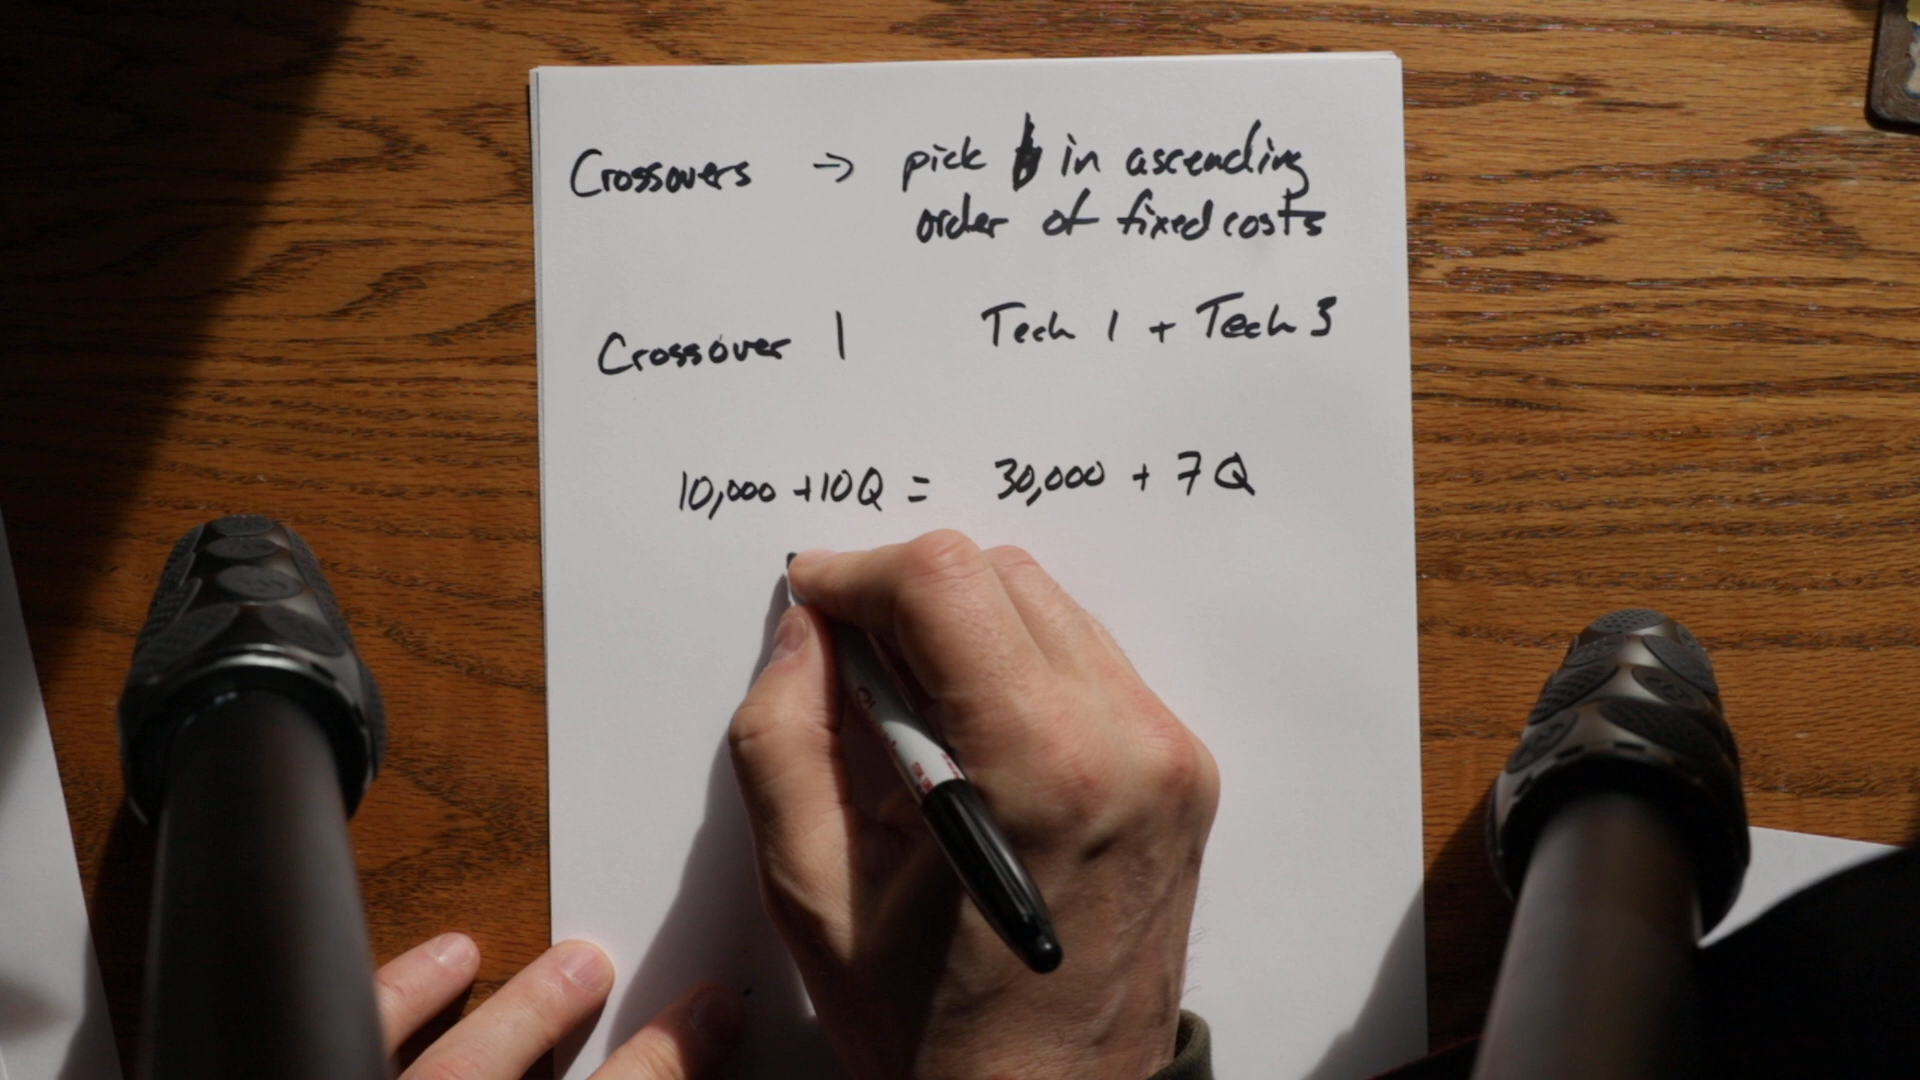 Crossovers → pick in ascending
order of fixed costs
Crossover 1 Tech 1 + Tech 3
10,000 + 10Q = 30,000 + 7Q